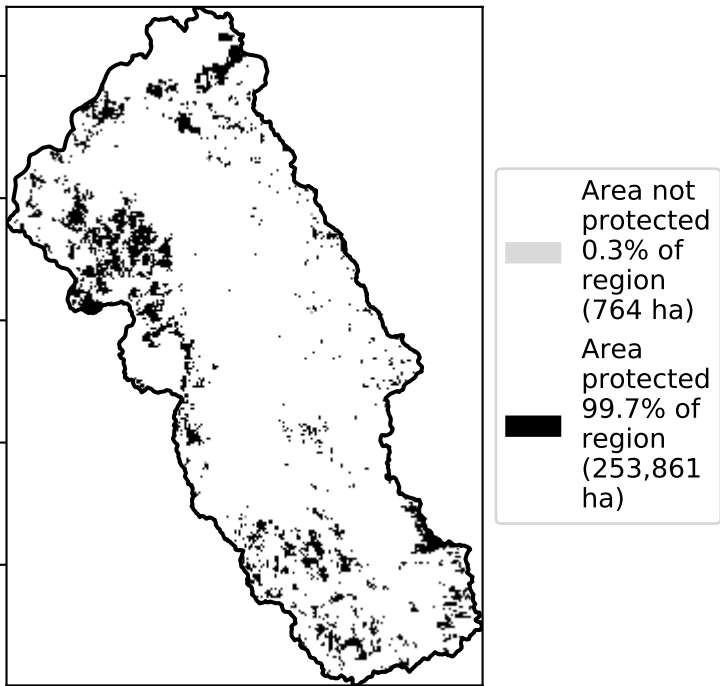 Area not
protected
0.3% of
region
(764 ha)
Area
protected
99.7% of
region
(253,861
ha)